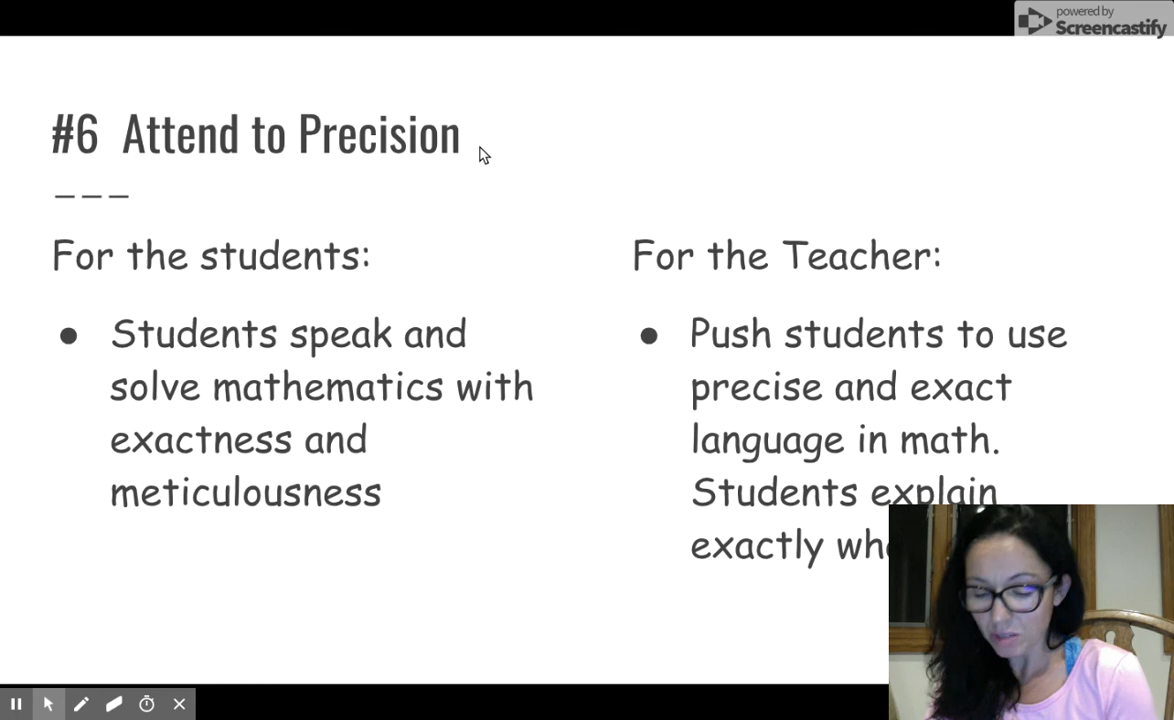 powered by
Screencastify
#6 Attend to Precision
For the students:
● Students speak and
solve mathematics with
exactness and
meticulousness
For the Teacher:
● Push students to use
precise and exact
language in math.
Students explain
exactly